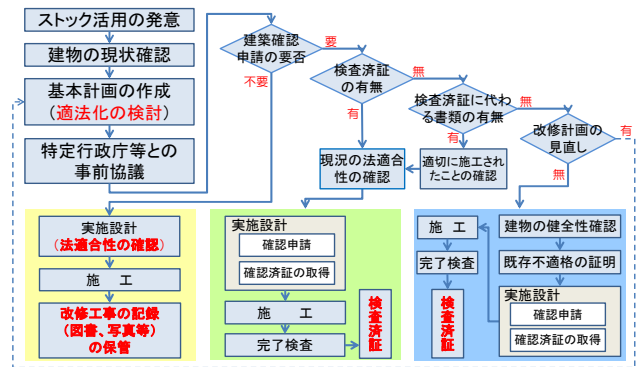 ストック活用の発意
建物の現状確認
基本計画の作成
（適法化の検討）
特定行政庁等との
事前協議
建築確認
申請の要否
要
不要
検査済証
の有無
無
有
検査済証に代わ
る書類の有無
無
有
改修計画の
見直し
有
無
現況の法適合
性の確認
適切に施工され
たことの確認
実施設計
（法適合性の確認）
施　工
改修工事の記録
（図書、写真等）
の保管
実施設計
確認申請
確認済証の取得
施　工
完了検査
検査済証
施　工
完了検査
検査済証
建物の健全性確認
既存不適格の証明
実施設計
確認申請
確認済証の取得